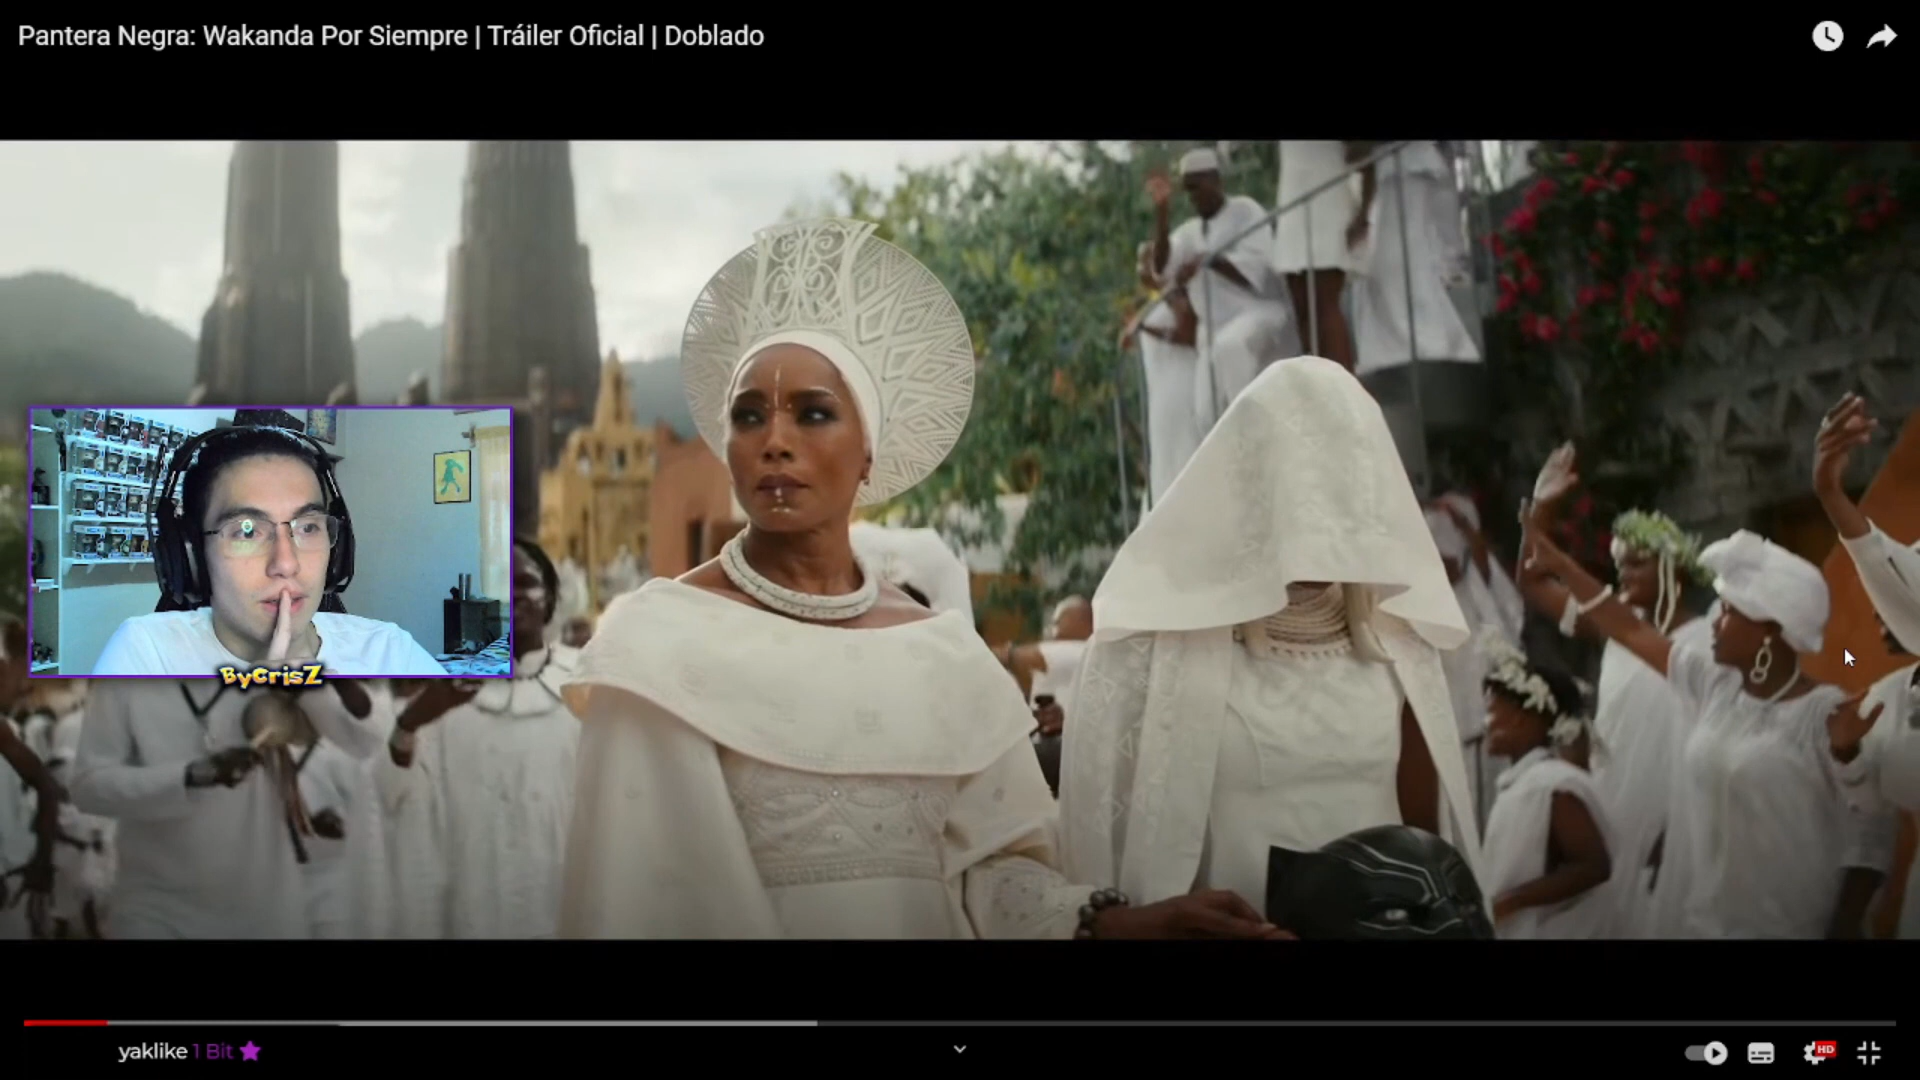 Pantera Negra: Wakanda Por Siempre | Tráiler Oficial | Doblado
ByCrisZ
yaklike 1 Bit
HD